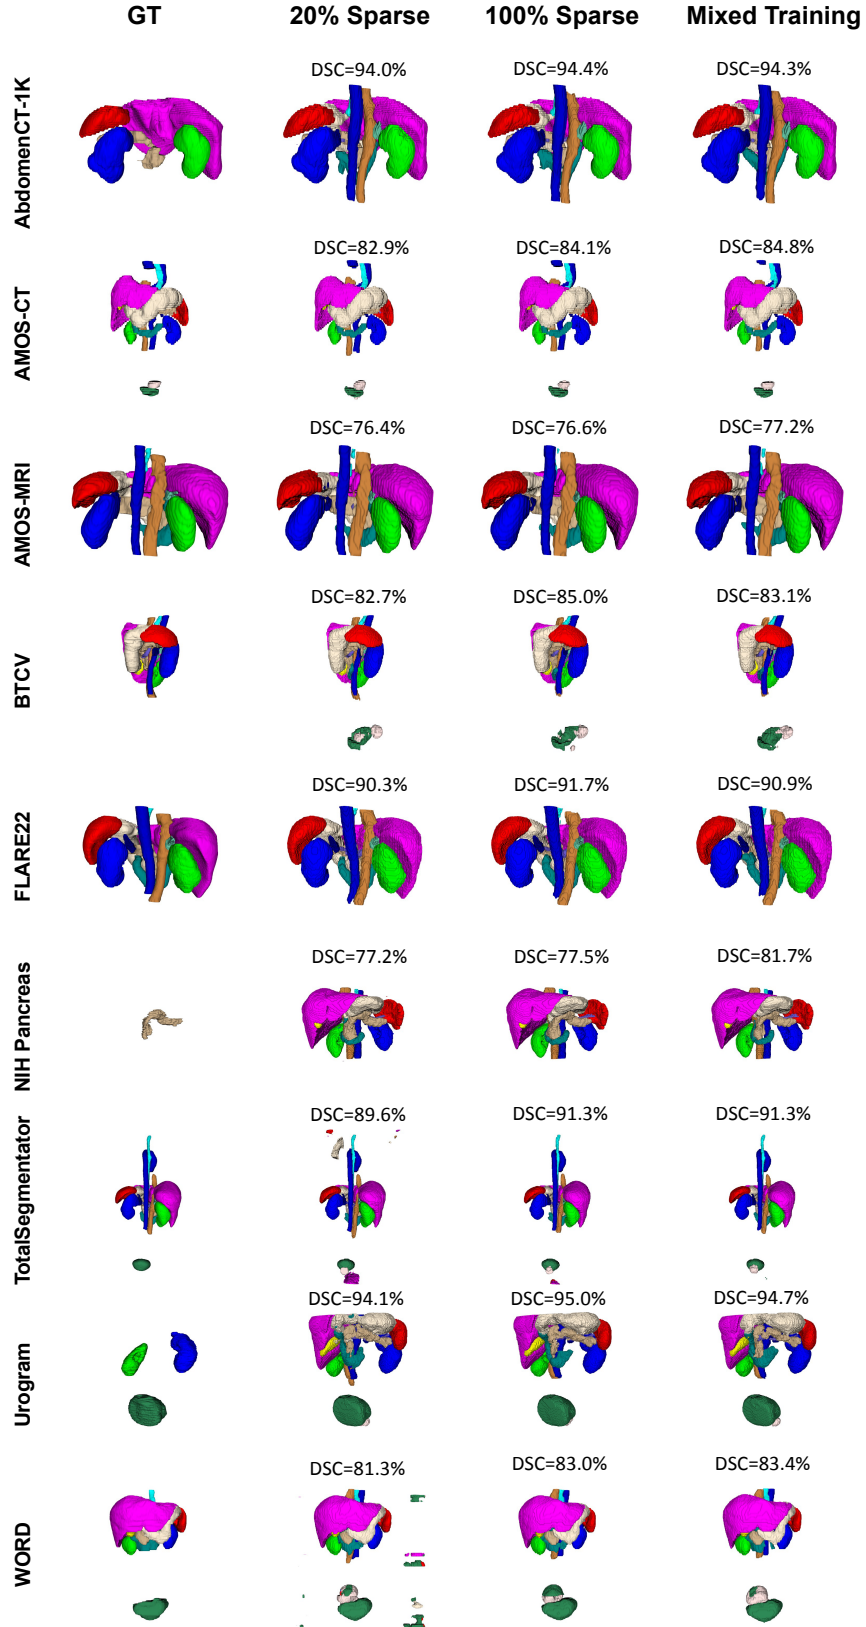 GT 20% Sparse 100% Sparse Mixed Training
AbdomenCT-1K
DSC=94.0% DSC=94.4% DSC=94.3%
AMOS-CT
DSC=82.9% DSC=84.1% DSC=84.8%
AMOS-MRI
DSC=76.4% DSC=76.6% DSC=77.2%
BTCV
DSC=82.7% DSC=85.0% DSC=83.1%
FLARE22
DSC=90.3% DSC=91.7% DSC=90.9%
NIH Pancreas
DSC=77.2% DSC=77.5% DSC=81.7%
TotalSegmentator
DSC=89.6% DSC=91.3% DSC=91.3%
Urogram
DSC=94.1% DSC=95.0% DSC=94.7%
WORD
DSC=81.3% DSC=83.0% DSC=83.4%